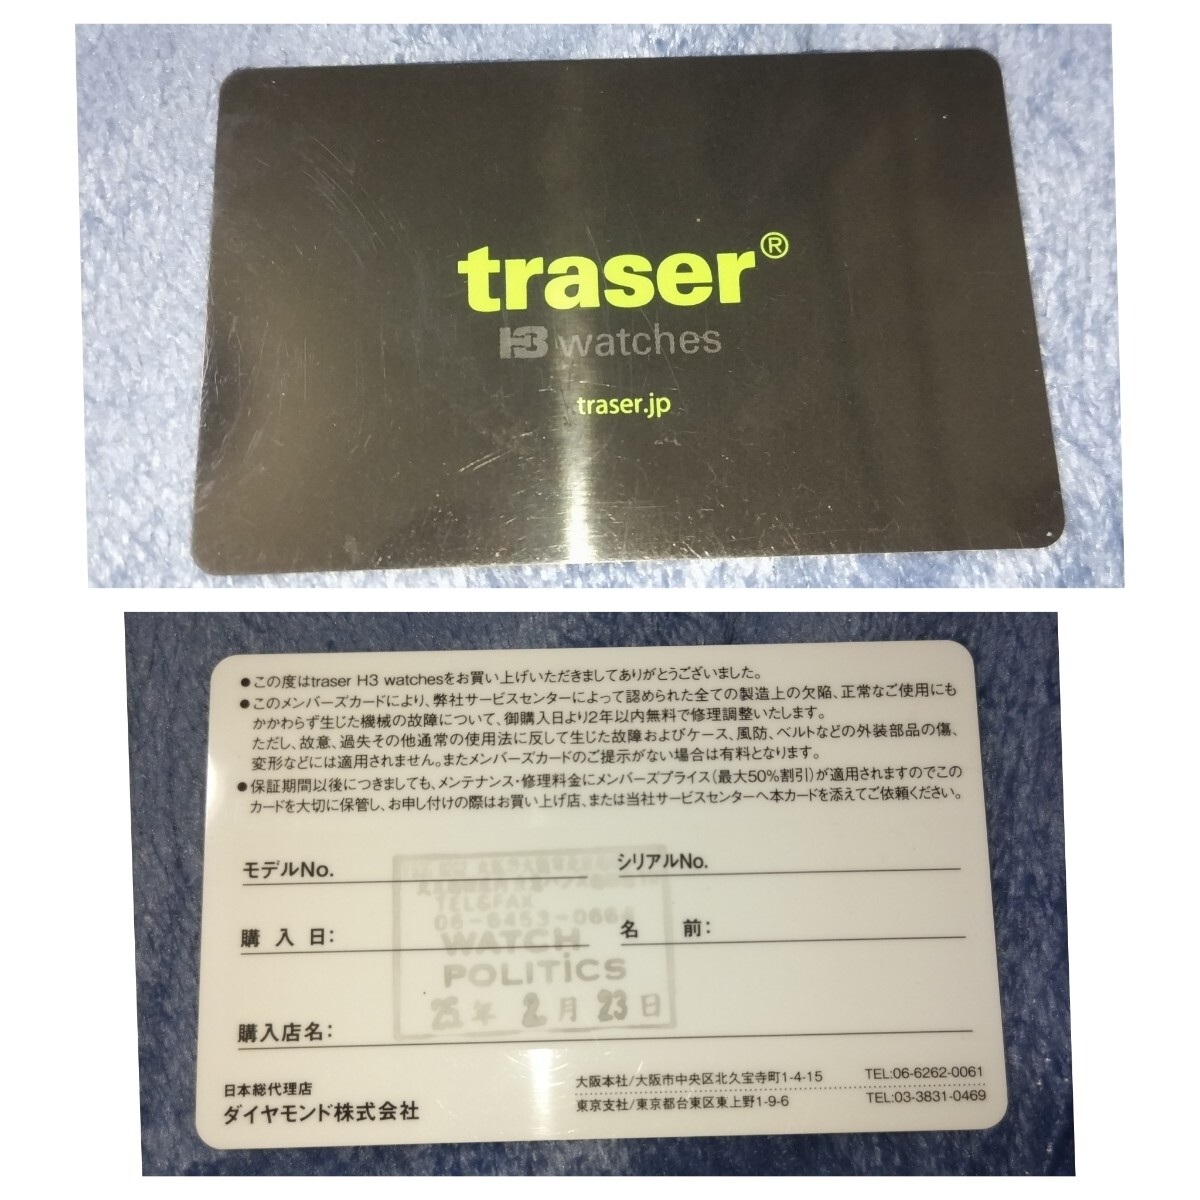 traser®
H3 watches
traser.jp
●この度はtraser H3 watchesをお買い上げいただきましてありがとうございました。
●このメンバーズカードにより、弊社サービスセンターによって認められた全ての製造上の欠陥、正常なご使用にも
かかわらず生じた機械の故障について、御購入日より2年以内無料で修理調整いたします。
ただし、故意、過失その他通常の使用法に反して生じた故障およびケース、風防、ベルトなどの外装部品の傷、
変形などには適用されません。またメンバーズカードのご提示がない場合は有料となります。
●保証期間以後につきましても、メンテナンス・修理料金にメンバーズプライス(最大50%割引)が適用されますのでこの
カードを大切に保管し、お申し付けの際はお買い上げ店、または当社サービスセンターへ本カードを添えてご依頼ください。
モデルNo.
シリアルNo.
TEL&FAX
06-6453-066
購 入 日:
名 前:
WATCH
POLITiCS
25年 2月 23日
購入店名:
日本総代理店
ダイヤモンド株式会社
大阪本社/大阪市中央区北久宝寺町1-4-15 TEL:06-6262-0061
東京支社/東京都台東区東上野1-9-6 TEL:03-3831-0469